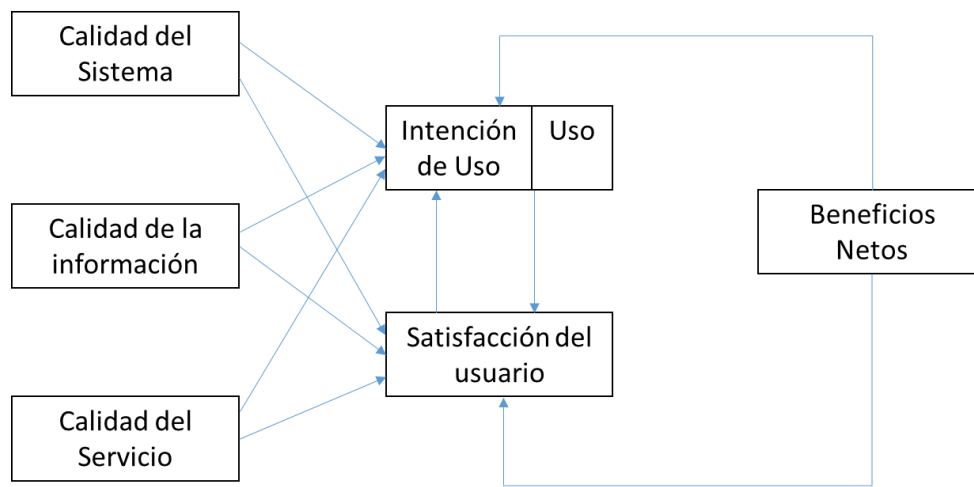 Calidad del
Sistema
Calidad de la
información
Calidad del
Servicio
Intención
de Uso
Uso
Satisfacción del
usuario
Beneficios
Netos